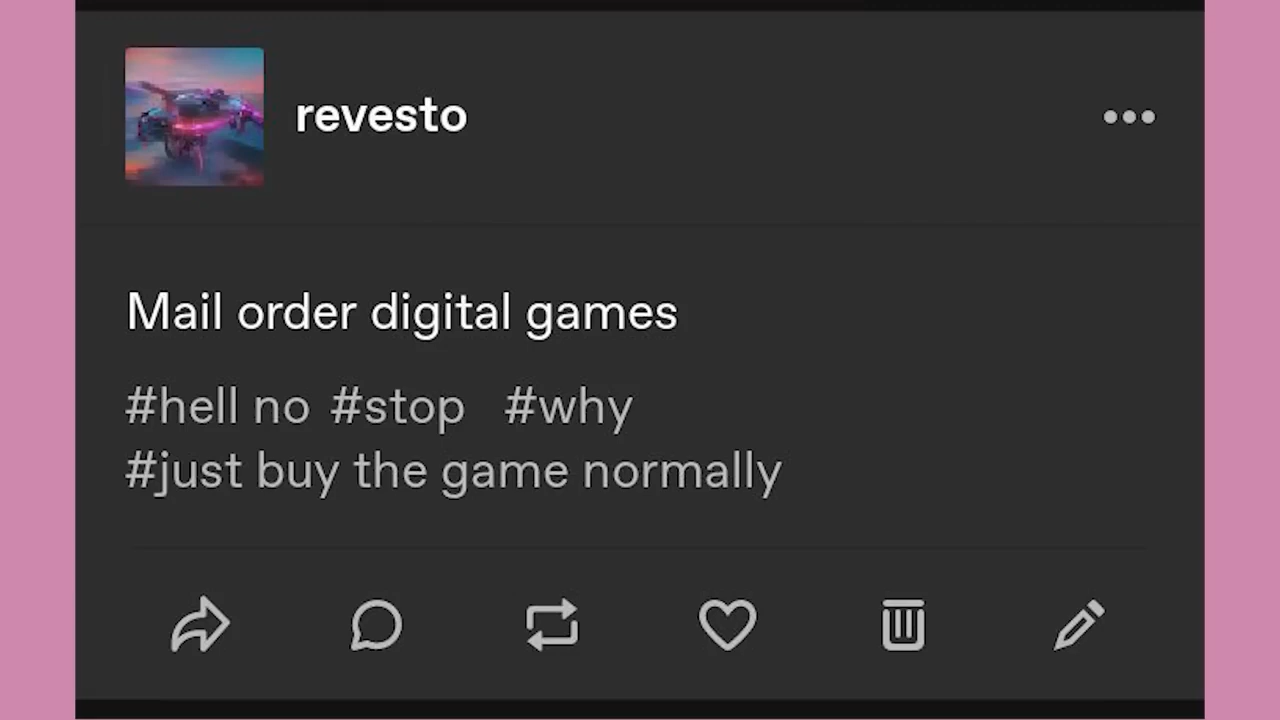 revesto
Mail order digital games
#hell no #stop #why
#just buy the game normally